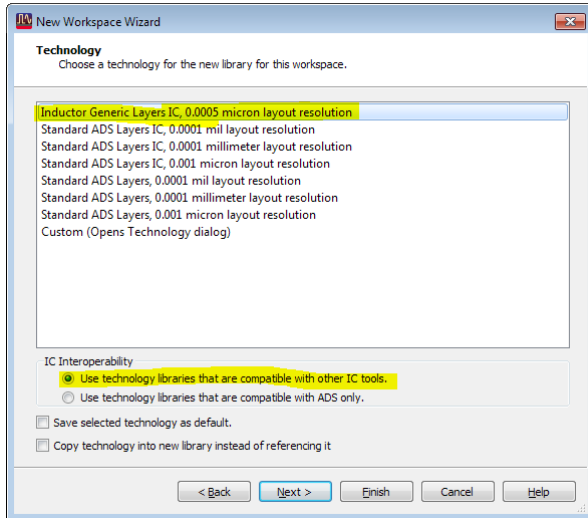 New Workspace Wizard
Technology
Choose a technology for the new library for this workspace.
Inductor Generic Layers IC, 0.0005 micron layout resolution
Standard ADS Layers IC, 0.0001 mil layout resolution
Standard ADS Layers IC, 0.0001 millimeter layout resolution
Standard ADS Layers IC, 0.001 micron layout resolution
Standard ADS Layers, 0.0001 mil layout resolution
Standard ADS Layers, 0.0001 millimeter layout resolution
Standard ADS Layers, 0.001 micron layout resolution
Custom (Opens Technology dialog)
IC Interoperability
Use technology libraries that are compatible with other IC tools.
Use technology libraries that are compatible with ADS only.
Save selected technology as default.
Copy technology into new library instead of referencing it
< Back Next > Finish Cancel Help